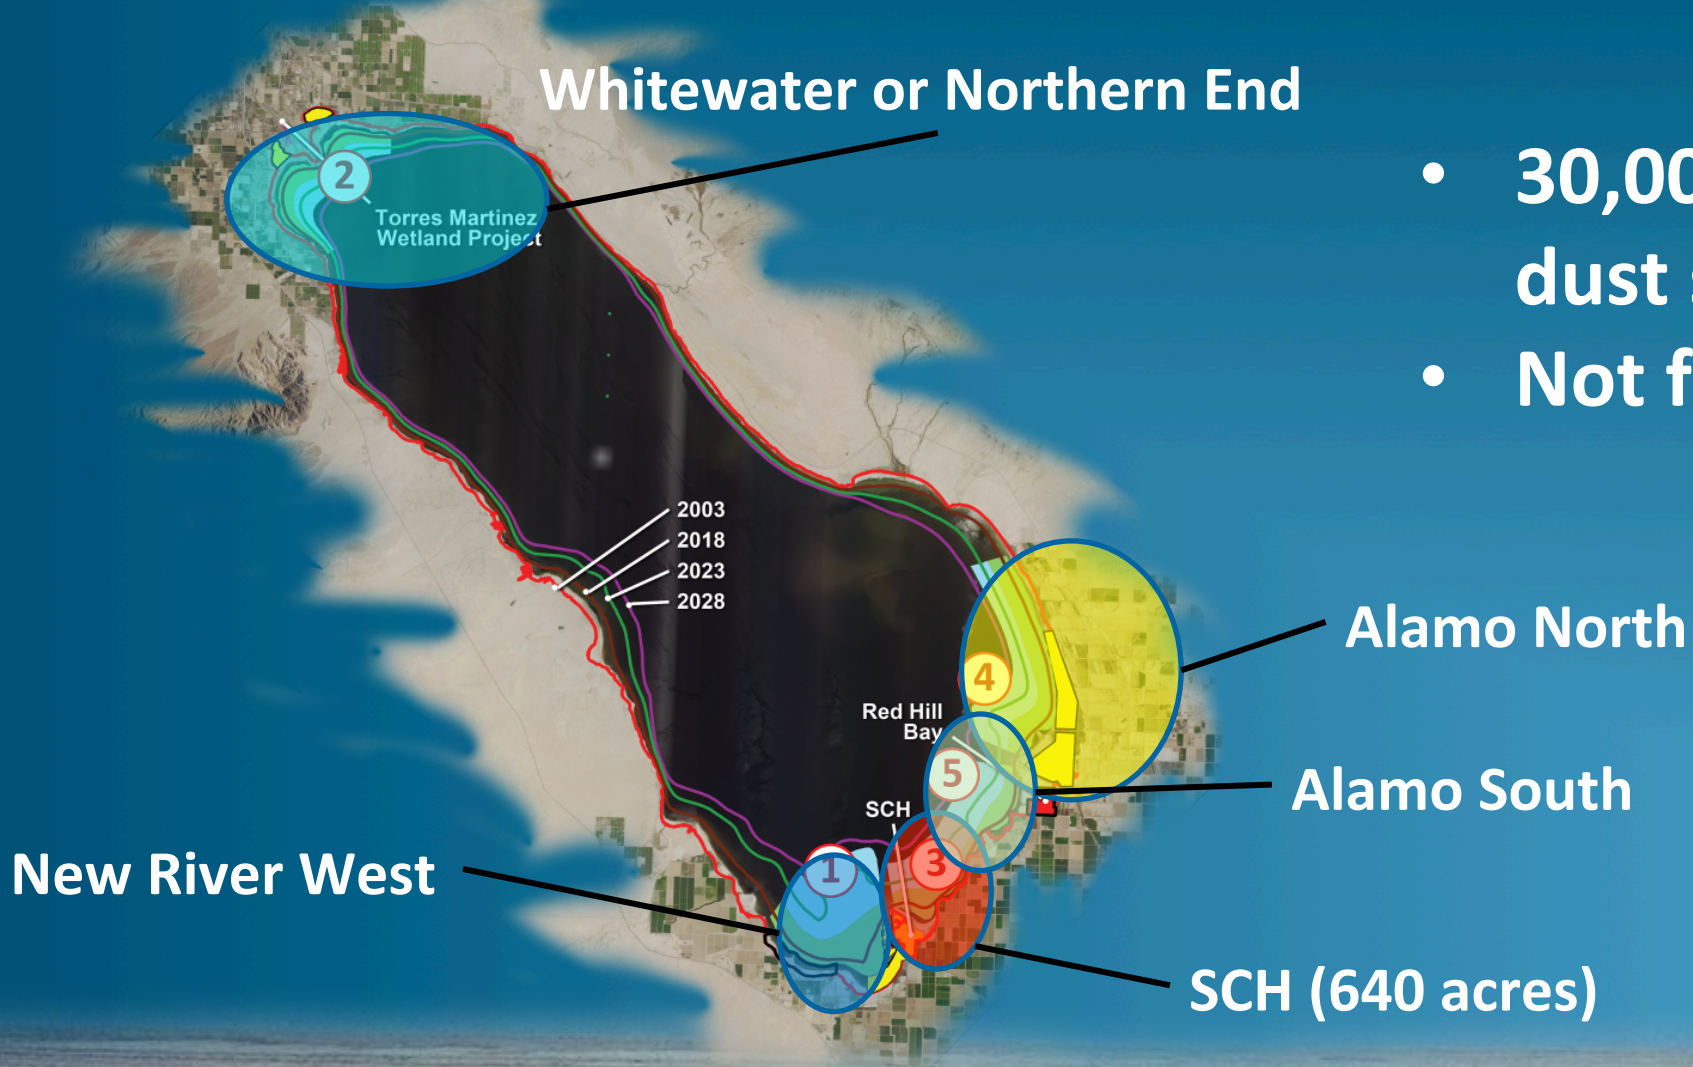 Whitewater or Northern End
2
Torres Martinez
Wetland Project
• 30,00
dust
• Not f
2003
2018
2023
2028
Alamo North
4
Red Hill
Bay
5
Alamo South
SCH
New River West
1
3
SCH (640 acres)